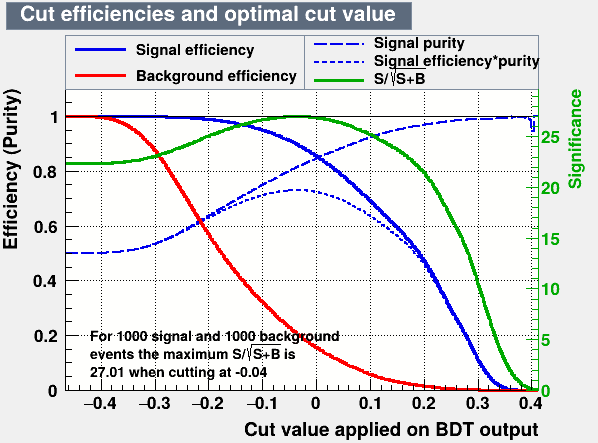 Cut efficiencies and optimal cut value
Signal efficiency
Background efficiency
Signal purity
Signal efficiency*purity
S/√S+B
Efficiency (Purity)
1
0.8
0.6
0.4
0.2
0
Significance
25
20
15
10
5
0
For 1000 signal and 1000 background
events the maximum S/√S+B is
27.01 when cutting at -0.04
−0.4 −0.3 −0.2 −0.1 0 0.1 0.2 0.3 0.4
Cut value applied on BDT output